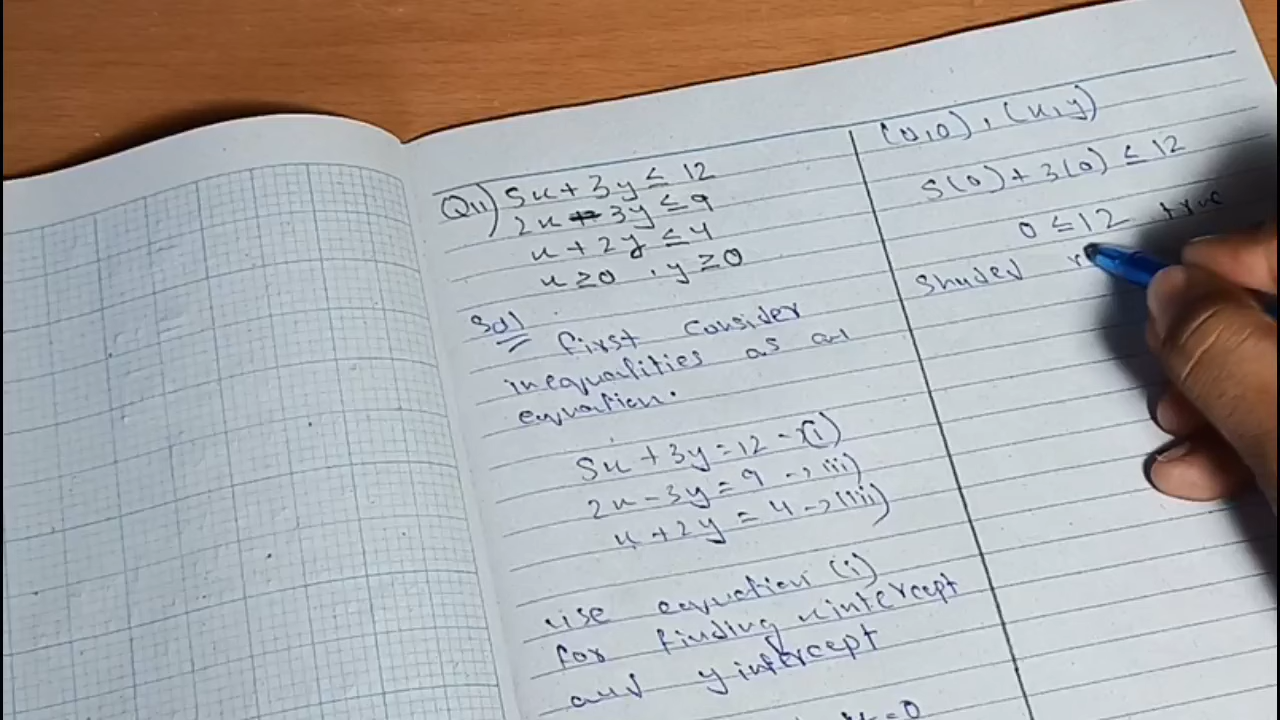 Q11) 5x + 3y ≤ 12
2x - 3y ≤ 9
x + 2y ≤ 4
x ≥ 0 , y ≥ 0
Sol
First consider
inequalities as an
equation.
5x + 3y = 12 → (i)
2x - 3y = 9 → (ii)
x + 2y = 4 → (iii)
use equation (i)
for finding x intercept
and y intercept
(0,0) , (x,y)
5(0) + 3(0) ≤ 12
0 ≤ 12 true
shaded